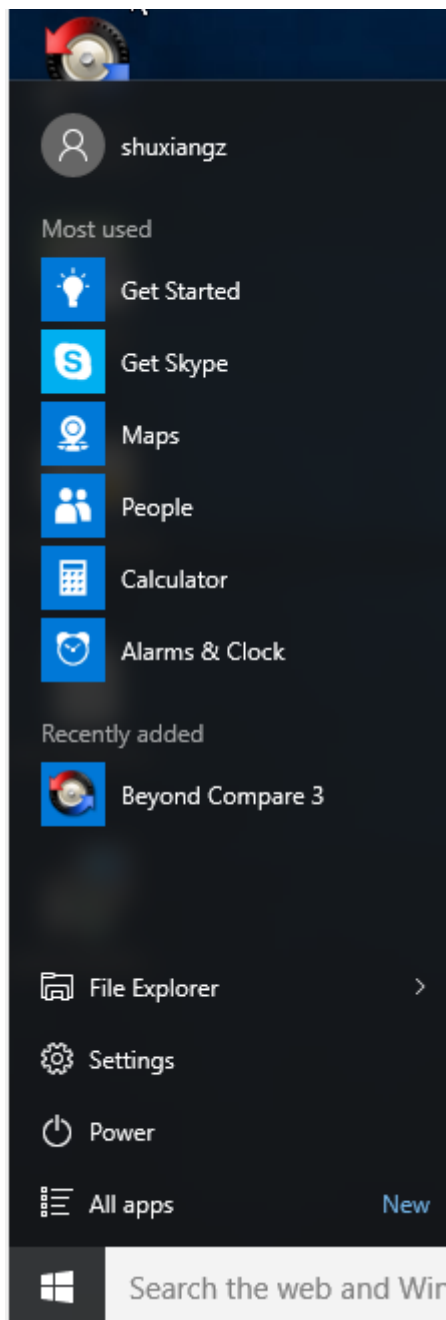 shuxiangz
Most used
Get Started
Get Skype
Maps
People
Calculator
Alarms & Clock
Recently added
Beyond Compare 3
File Explorer
Settings
Power
All apps New
Search the web and